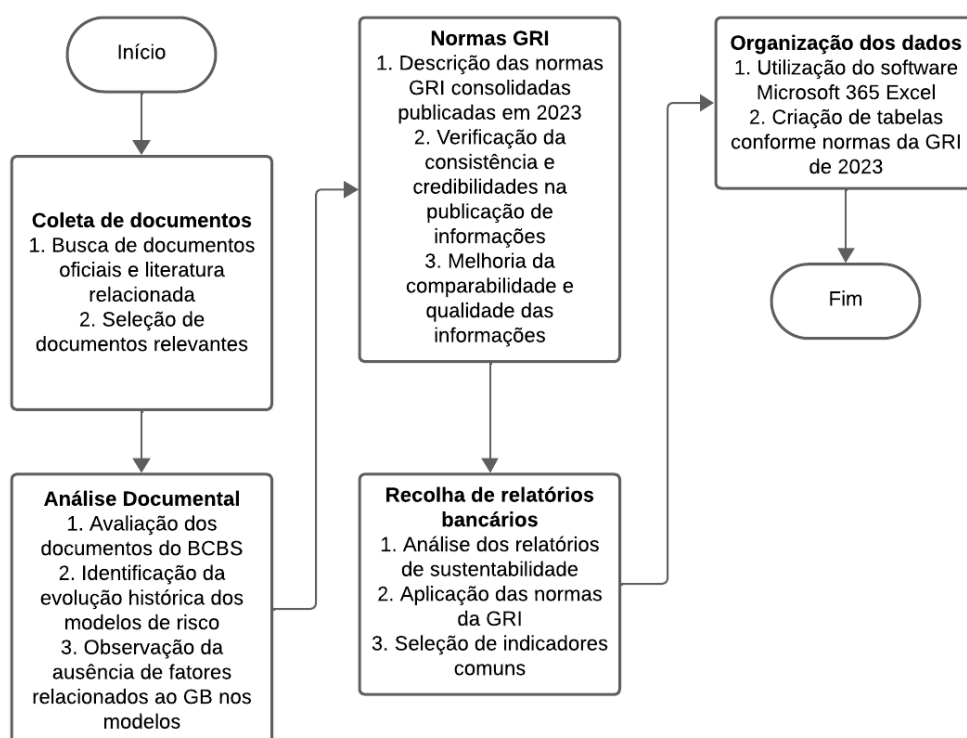 Início
Coleta de documentos
1. Busca de documentos
oficiais e literatura
relacionada
2. Seleção de
documentos relevantes
Análise Documental
1. Avaliação dos
documentos do BCBS
2. Identificação da
evolução histórica dos
modelos de risco
3. Observação da
ausência de fatores
relacionados ao GB nos
modelos
Normas GRI
1. Descrição das normas
GRI consolidadas
publicadas em 2023
2. Verificação da
consistência e
credibilidades na
publicação de
informações
3. Melhoria da
comparabilidade e
qualidade das
informações
Recolha de relatórios
bancários
1. Análise dos relatórios
de sustentabilidade
2. Aplicação das normas
da GRI
3. Seleção de indicadores
comuns
Organização dos dados
1. Utilização do software
Microsoft 365 Excel
2. Criação de tabelas
conforme normas da GRI
de 2023
Fim